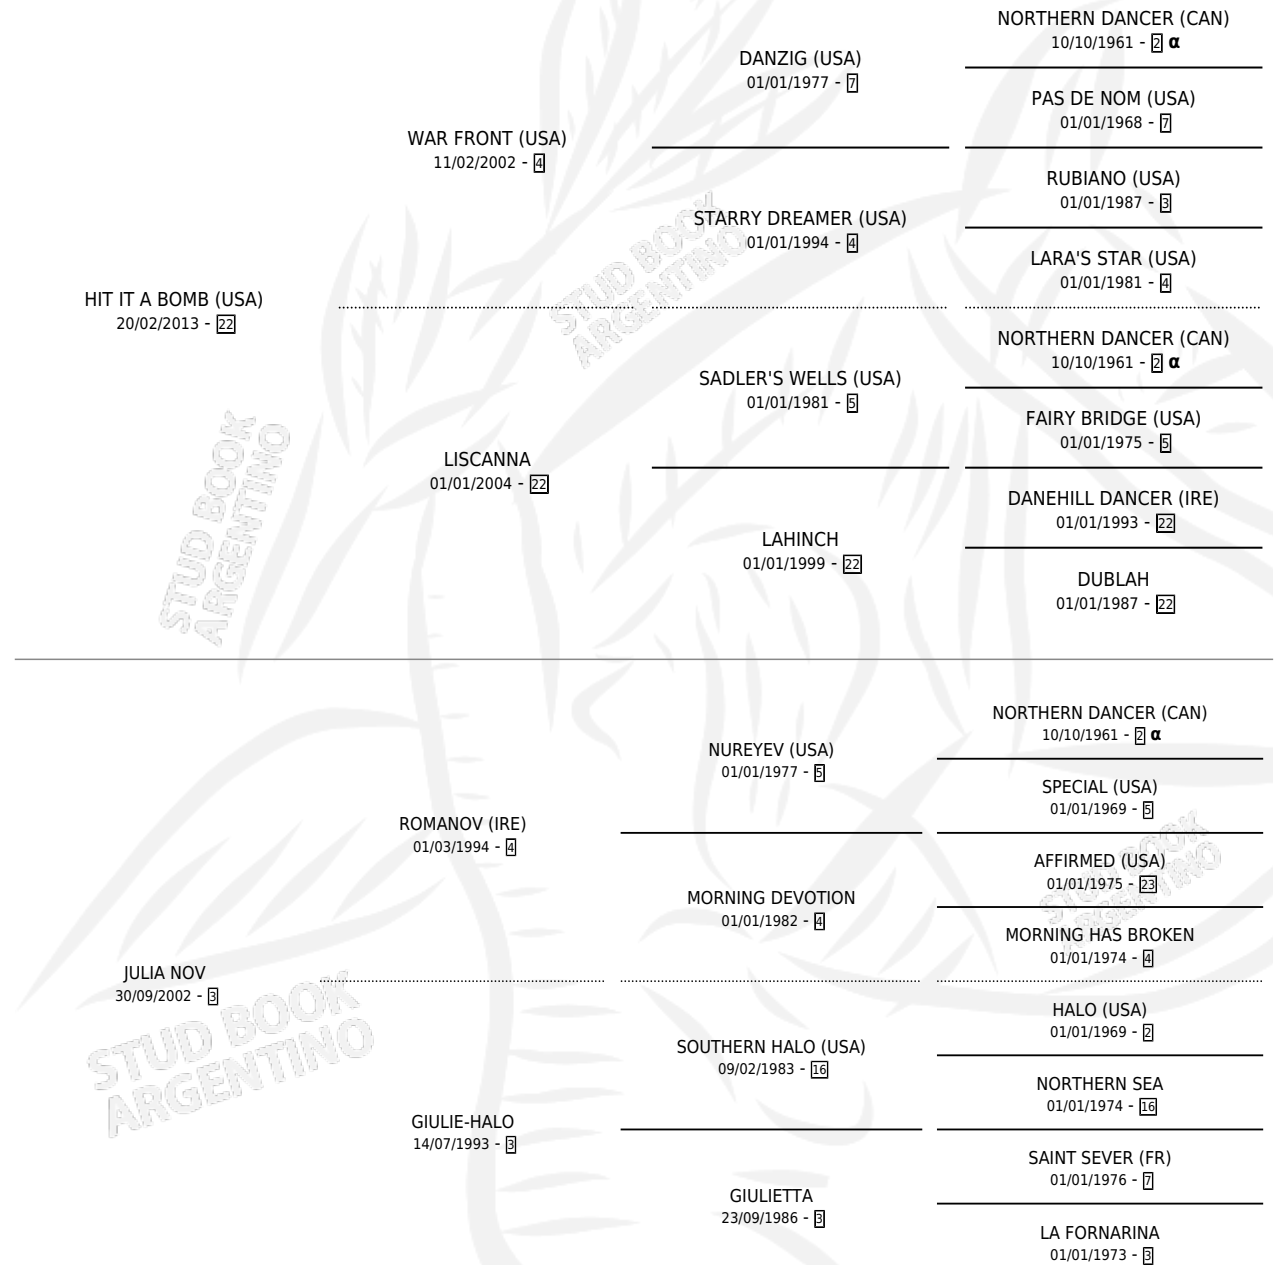 NORTHERN DANCER (CAN)
10/10/1961 - 2 α
DANZIG (USA)
01/01/1977 - 7
PAS DE NOM (USA)
01/01/1968 - 7
WAR FRONT (USA)
11/02/2002 - 4
RUBIANO (USA)
01/01/1987 - 3
STARRY DREAMER (USA)
01/01/1994 - 4
LARA'S STAR (USA)
01/01/1981 - 4
HIT IT A BOMB (USA)
20/02/2013 - 22
NORTHERN DANCER (CAN)
10/10/1961 - 2 α
SADLER'S WELLS (USA)
01/01/1981 - 5
FAIRY BRIDGE (USA)
01/01/1975 - 5
LISCANNA
01/01/2004 - 22
DANEHILL DANCER (IRE)
01/01/1993 - 22
LAHINCH
01/01/1999 - 22
DUBLAH
01/01/1987 - 22
NORTHERN DANCER (CAN)
10/10/1961 - 2 α
NUREYEV (USA)
01/01/1977 - 5
SPECIAL (USA)
01/01/1969 - 5
ROMANOV (IRE)
01/03/1994 - 4
AFFIRMED (USA)
01/01/1975 - 23
MORNING DEVOTION
01/01/1982 - 4
MORNING HAS BROKEN
01/01/1974 - 4
JULIA NOV
30/09/2002 - 3
HALO (USA)
01/01/1969 - 2
SOUTHERN HALO (USA)
09/02/1983 - 16
NORTHERN SEA
01/01/1974 - 16
GIULIE-HALO
14/07/1993 - 3
SAINT SEVER (FR)
01/01/1976 - 7
GIULIETTA
23/09/1986 - 3
LA FORNARINA
01/01/1973 - 3
STUD BOOK
ARGENTINO
STUD BOOK
ARGENTINO
STUD BOOK
ARGENTINO
STUD BOOK
ARGENTINO